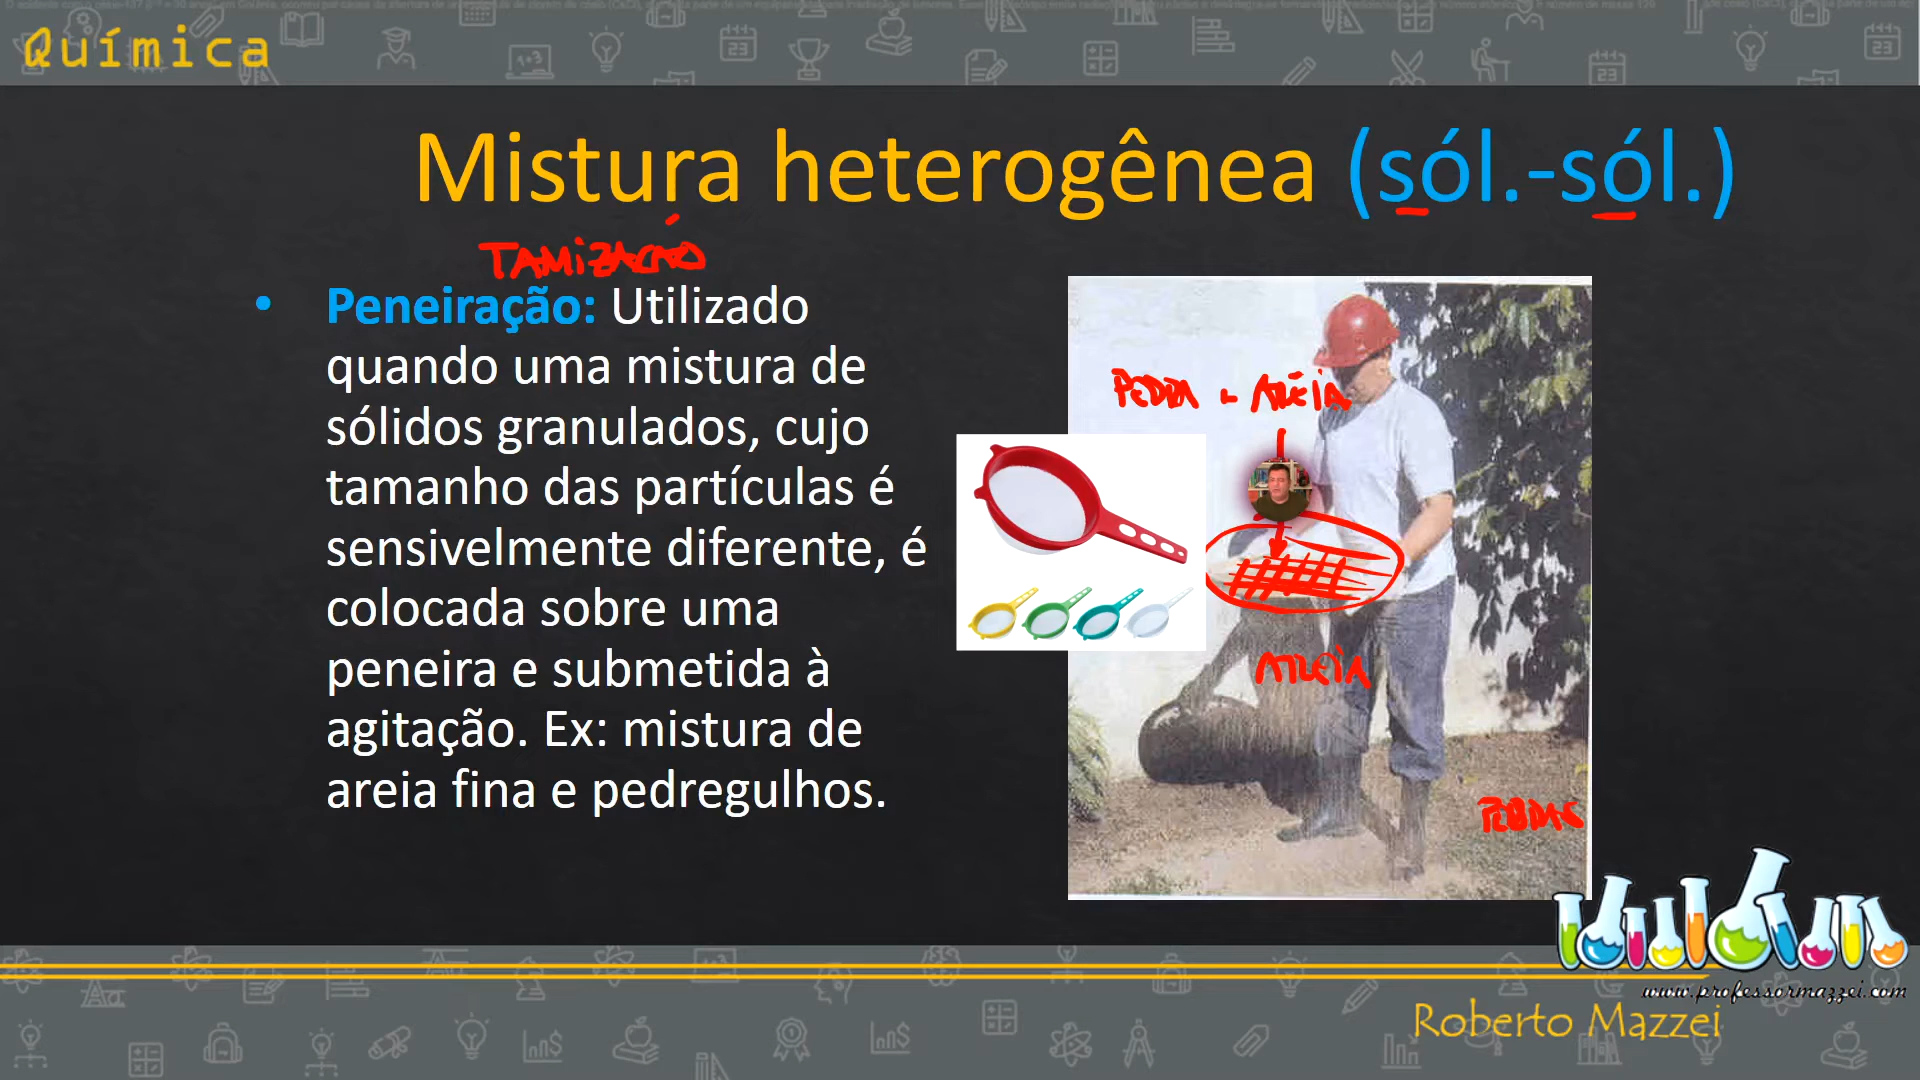 Química
Mistura heterogênea (sól.-sól.)
TAMIZAÇÃO
• Peneiração: Utilizado
quando uma mistura de
sólidos granulados, cujo
tamanho das partículas é
sensivelmente diferente, é
colocada sobre uma
peneira e submetida à
agitação. Ex: mistura de
areia fina e pedregulhos.
PEDRA - AREIA
AREIA
PEDRAS
www.professormazzei.com
Roberto Mazzei